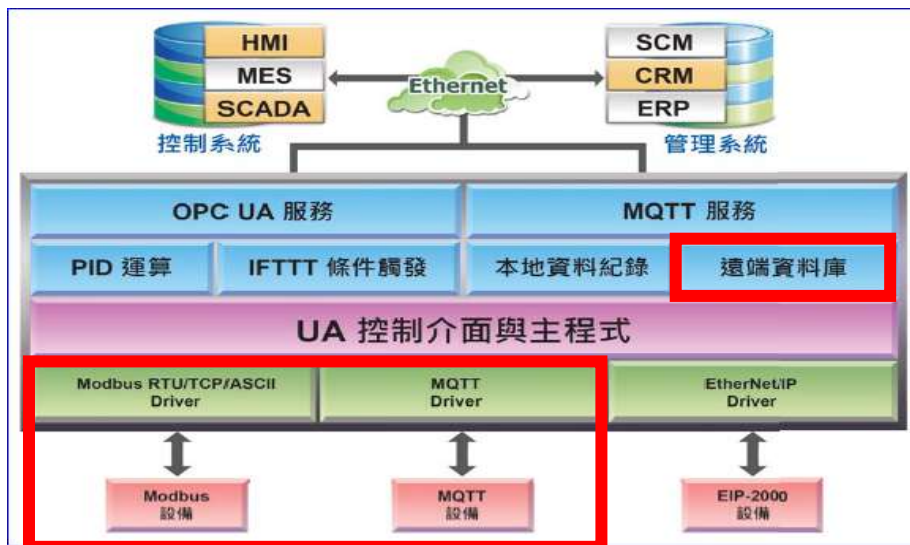 HMI
MES
SCADA
控制系統
Ethernet
SCM
CRM
ERP
管理系統
OPC UA 服務
MQTT 服務
PID 運算
IFTTT 條件觸發
本地資料紀錄
遠端資料庫
UA 控制介面與主程式
Modbus RTU/TCP/ASCII
Driver
MQTT
Driver
EtherNet/IP
Driver
Modbus
設備
MQTT
設備
EIP-2000
設備